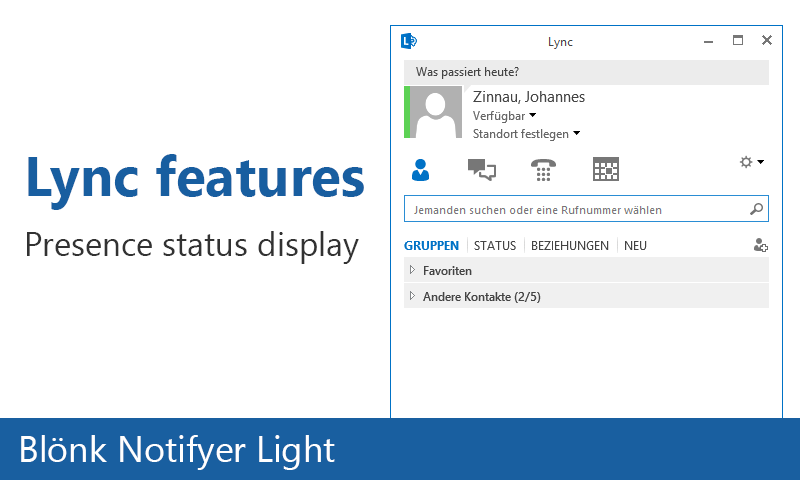 Lync features
Presence status display
Lync
Was passiert heute?
Zinnau, Johannes
Verfügbar
Standort festlegen
Jemanden suchen oder eine Rufnummer wählen
GRUPPEN STATUS BEZIEHUNGEN NEU
Favoriten
Andere Kontakte (2/5)
Blönk Notifyer Light